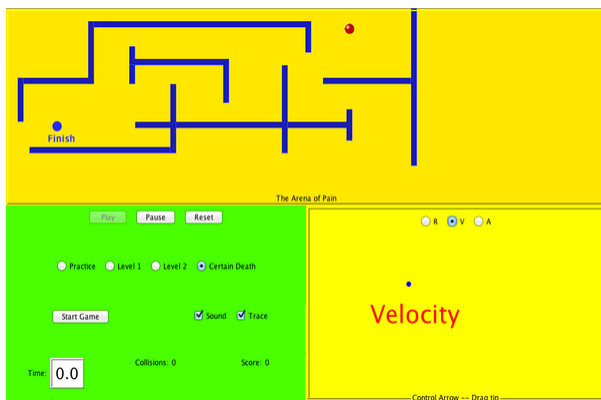 Finish
The Arena of Pain
Play Pause Reset
R V A
Practice Level 1 Level 2 Certain Death
Start Game Sound Trace
Velocity
Time: 0.0 Collisions: 0 Score: 0
Control Arrow -- Drag tip